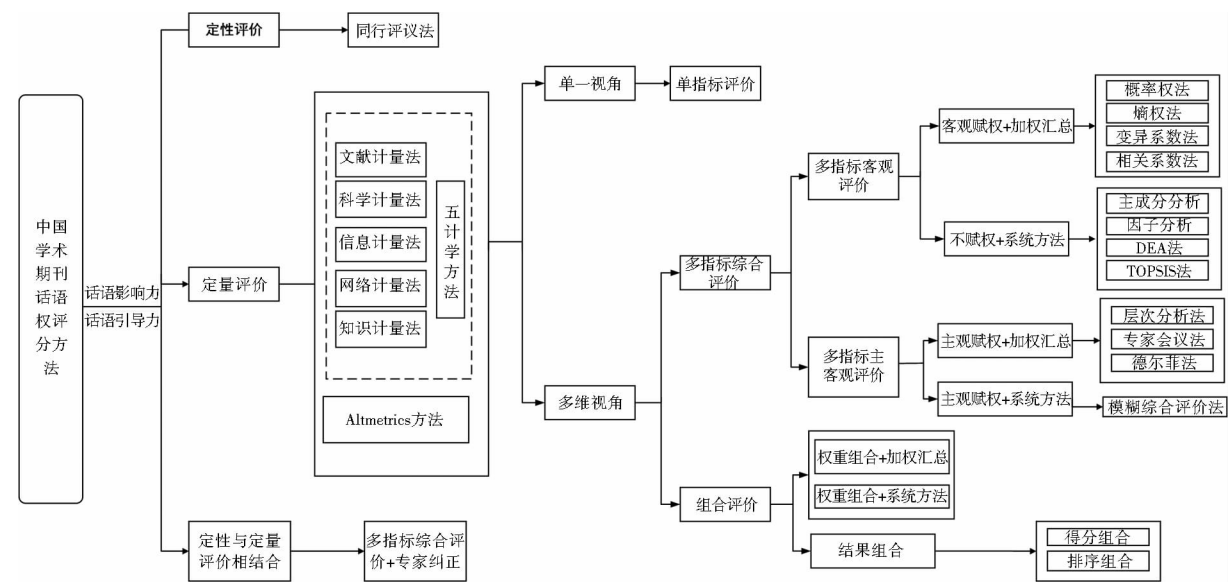 中国
学术
期刊
话语
权评
分方
法
话语影响力
话语引导力
定性评价
同行评议法
定量评价
文献计量法
科学计量法
信息计量法
网络计量法
知识计量法
五
计
学
方
法
Altmetrics方法
定性与定量
评价相结合
多指标综合评
价+专家纠正
单一视角
单指标评价
多维视角
多指标综合
评价
多指标客观
评价
客观赋权+加权汇总
概率权法
熵权法
变异系数法
相关系数法
不赋权+系统方法
主成分分析
因子分析
DEA法
TOPSIS法
多指标主
客观评价
主观赋权+加权汇总
层次分析法
专家会议法
德尔菲法
主观赋权+系统方法
模糊综合评价法
组合评价
权重组合+加权汇总
权重组合+系统方法
结果组合
得分组合
排序组合